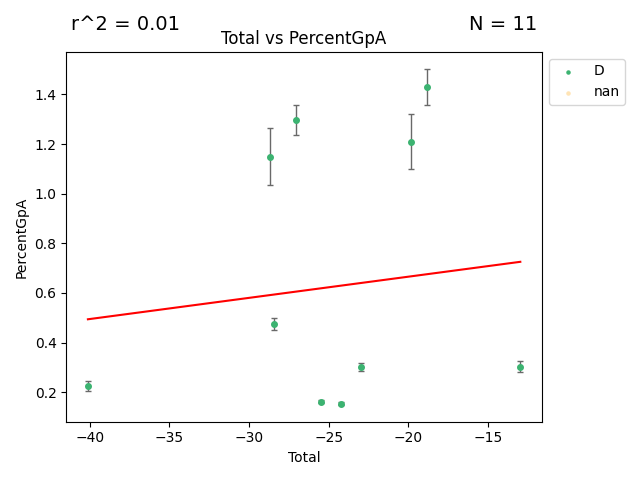 r^2 = 0.01
N = 11
Total vs PercentGpA
D
nan
PercentGpA
1.4
1.2
1.0
0.8
0.6
0.4
0.2
−40
−35
−30
−25
−20
−15
Total